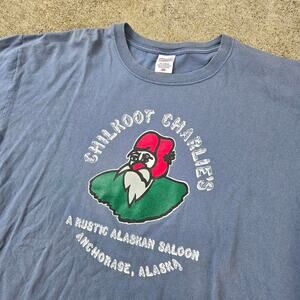 CHILKOOT CHARLIE'S
A RUSTIC ALASKAN SALOON
ANCHORAGE, ALASKA